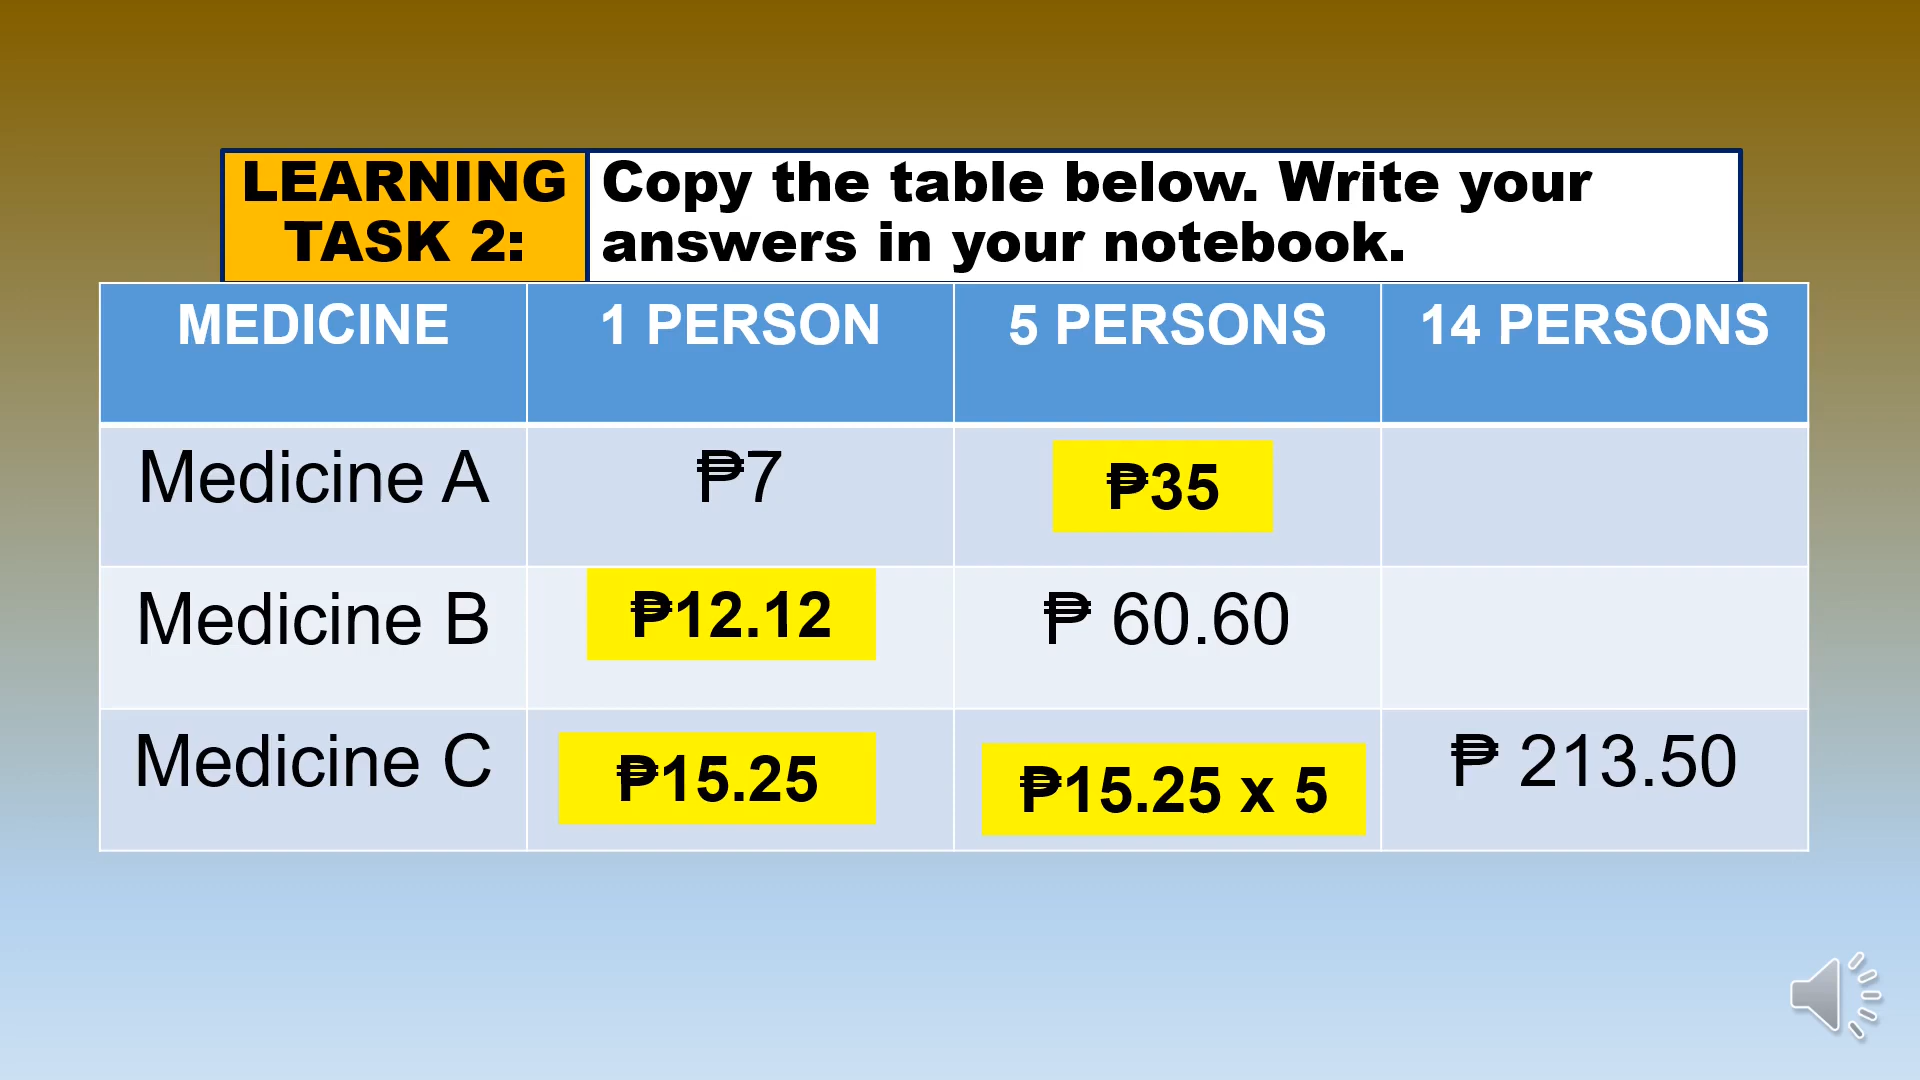 LEARNING
TASK 2:
Copy the table below. Write your
answers in your notebook.
MEDICINE 1 PERSON 5 PERSONS 14 PERSONS
Medicine A ₱7 ₱35
Medicine B ₱12.12 ₱ 60.60
Medicine C ₱15.25 ₱15.25 x 5 ₱ 213.50